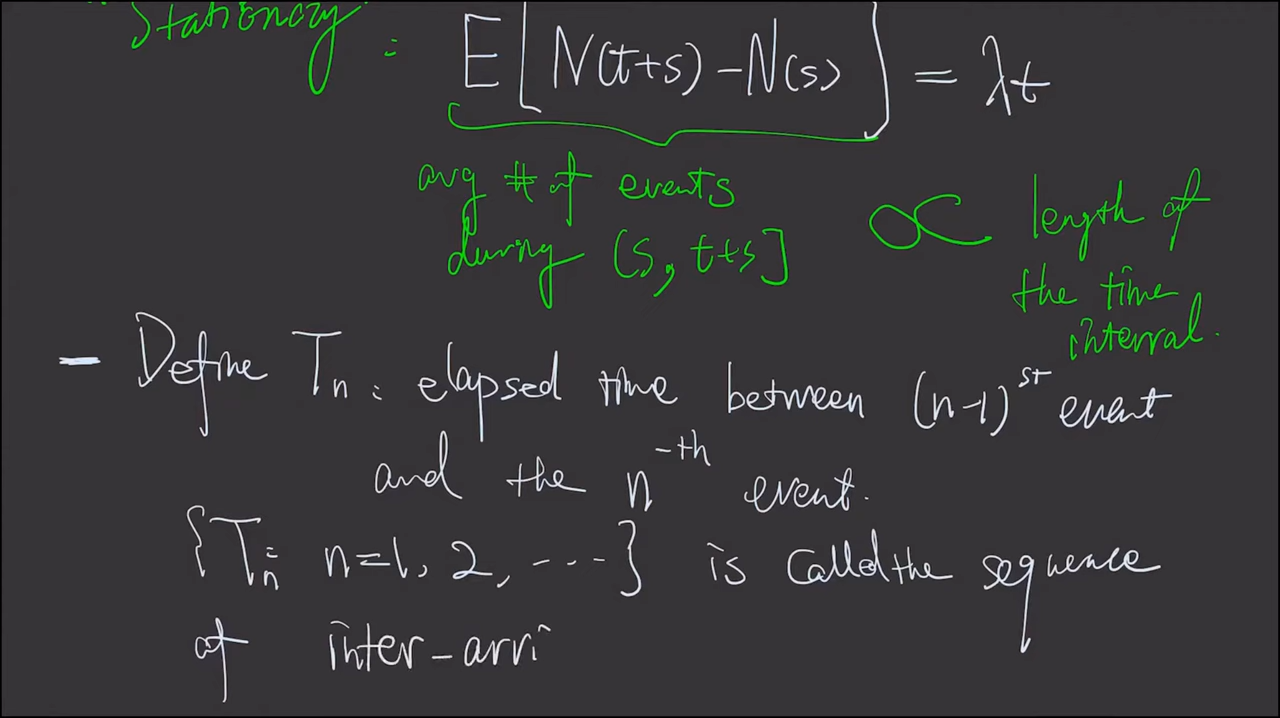 "Stationary" : E[N(t+s) - N(s)] = λt
avg # of events
during (s, t+s]
∝ length of
the time
interval.
- Define Tn : elapsed time between (n-1)^st event
and the n^-th event.
{Tn : n=1, 2, ...} is called the sequence
of inter-arri